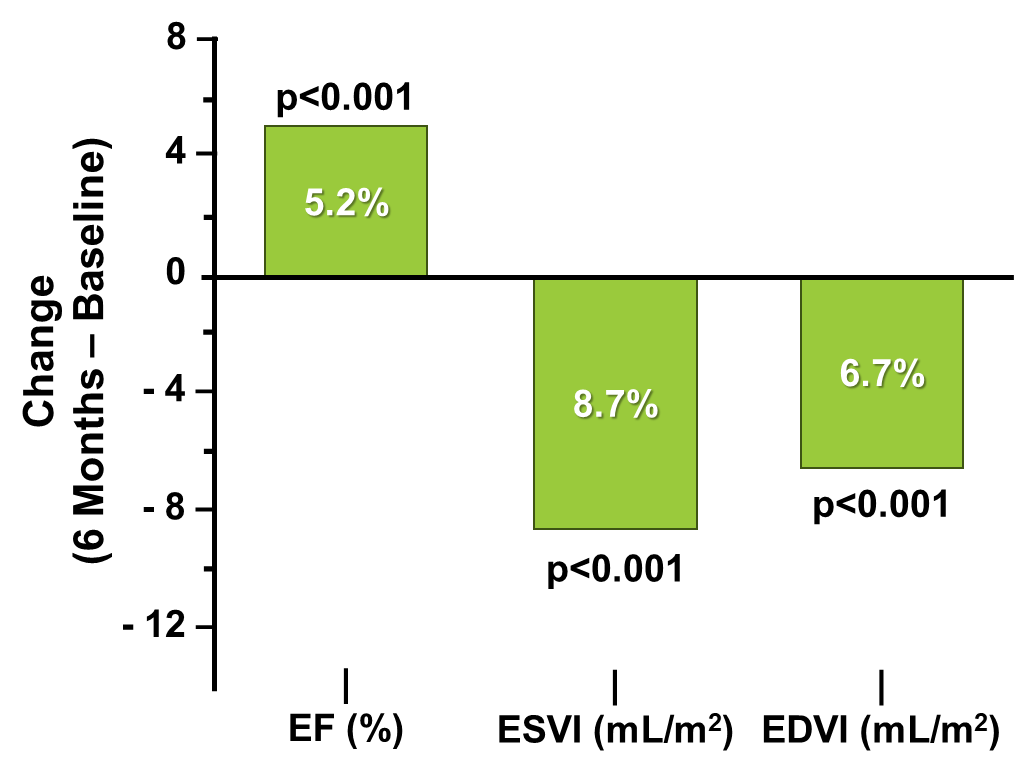 Change
(6 Months – Baseline)
8
4
0
- 4
- 8
- 12
p<0.001
5.2%
8.7%
p<0.001
6.7%
p<0.001
EF (%)
ESVI (mL/m²)
EDVI (mL/m²)